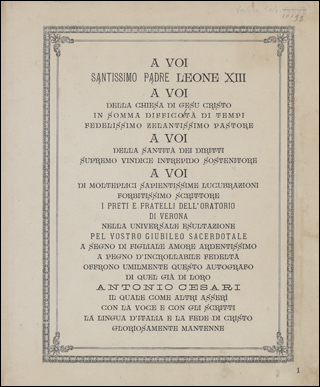 A VOI
SANTISSIMO PADRE LEONE XIII
A VOI
DELLA CHIESA DI GESÙ CRISTO
IN SOMMA DIFFICOSTÀ DI TEMPI
FEDELISSIMO ZELANTISSIMO PASTORE
A VOI
DELLA SANTITÀ DEI DIRITTI
SUPREMO VINDICE INTREPIDO SOSTENITORE
A VOI
DI MOLTEPLICI SAPIENTISSIME LUCUBRAZIONI
FORBITISSIMO SCRITTORE
I PRETI E FRATELLI DELL'ORATORIO
DI VERONA
NELLA UNIVERSALE ESULTAZIONE
PEL VOSTRO GIUBILEO SACERDOTALE
A SEGNO DI FIGLIALE AMORE ARDENTISSIMO
A PEGNO D'INCROLLABILE FEDELTÀ
OFFRONO UMILMENTE QUESTO AUTOGRAFO
DI QUEL GIÀ DI LORO
ANTONIO CESARI
IL QUALE COME ALTRI ASSERÌ
CON LA VOCE E CON GLI SCRITTI
LA LINGUA D'ITALIA E LA FEDE DI CRISTO
GLORIOSAMENTE MANTENNE
1